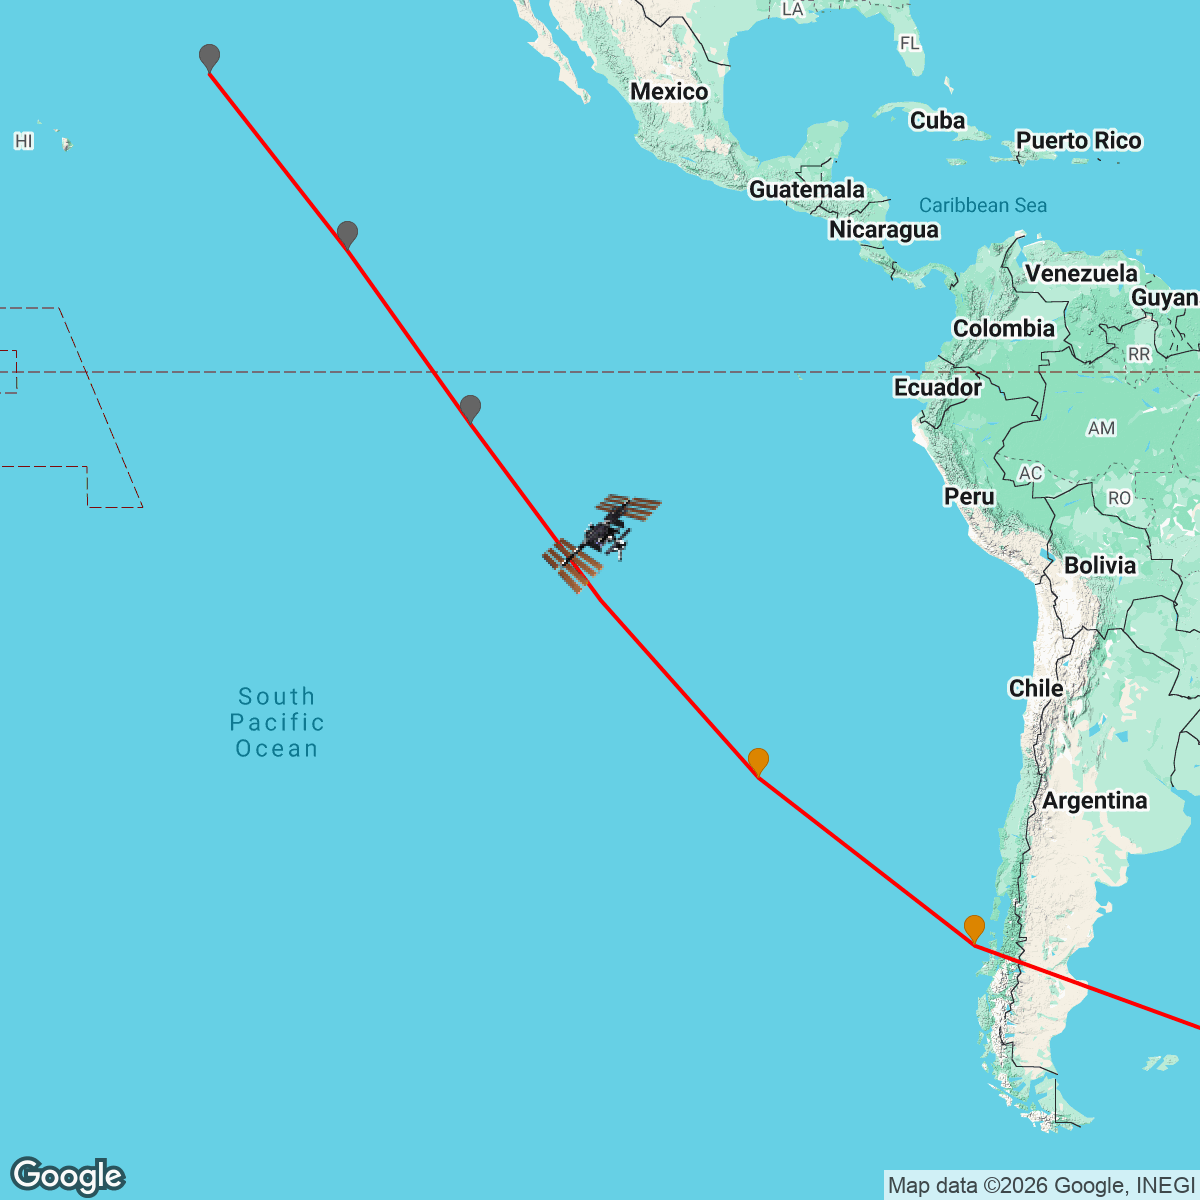 LA
FL
Mexico
Cuba
HI
Puerto Rico
Guatemala
Caribbean Sea
Nicaragua
Venezuela
Guyan
Colombia
RR
Ecuador
AM
AC
Peru
RO
Bolivia
Chile
South
Pacific
Ocean
Argentina
Google
Map data ©2026 Google, INEGI